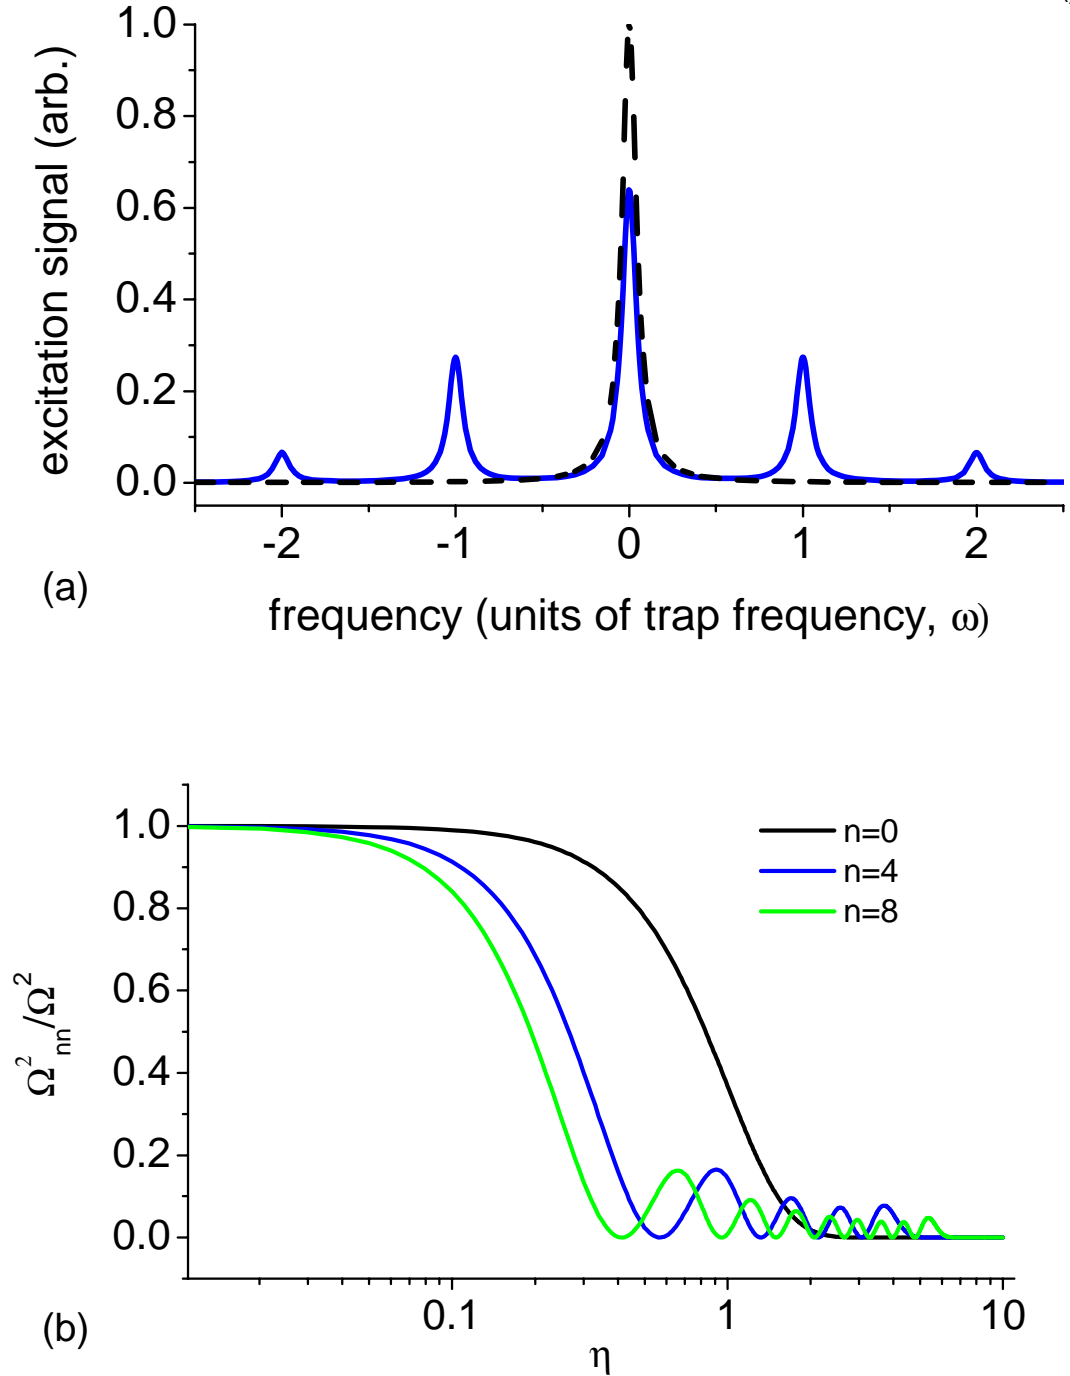 excitation signal (arb.)
1.0
0.8
0.6
0.4
0.2
0.0
-2 -1 0 1 2
(a)
frequency (units of trap frequency, ω)
Ω²nn/Ω²
1.0
0.8
0.6
0.4
0.2
0.0
n=0
n=4
n=8
0.1 1 10
(b)
η